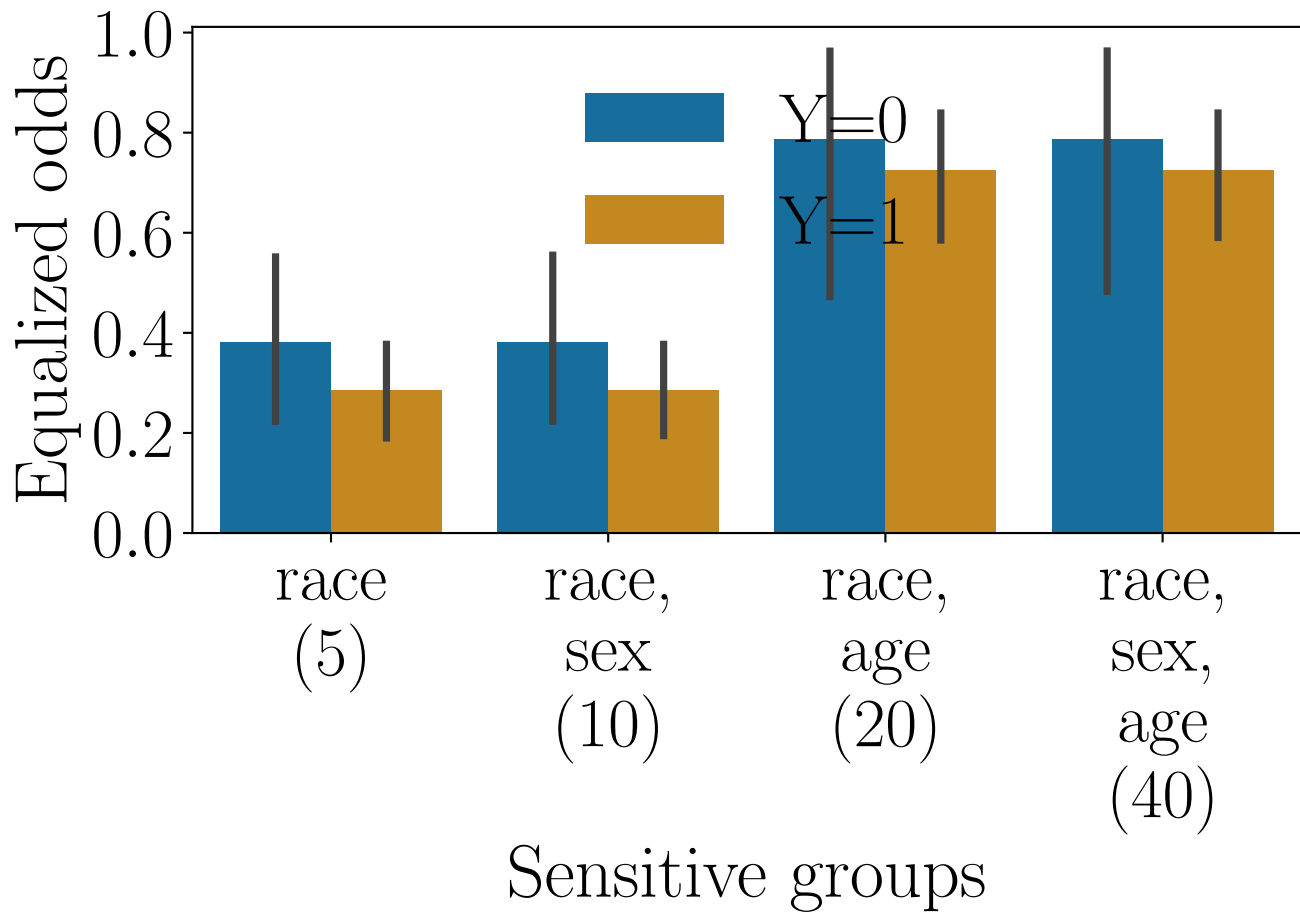 Equalized odds
1.0
0.8
0.6
0.4
0.2
0.0
Y=0
Y=1
race
(5)
race,
sex
(10)
race,
age
(20)
race,
sex,
age
(40)
Sensitive groups